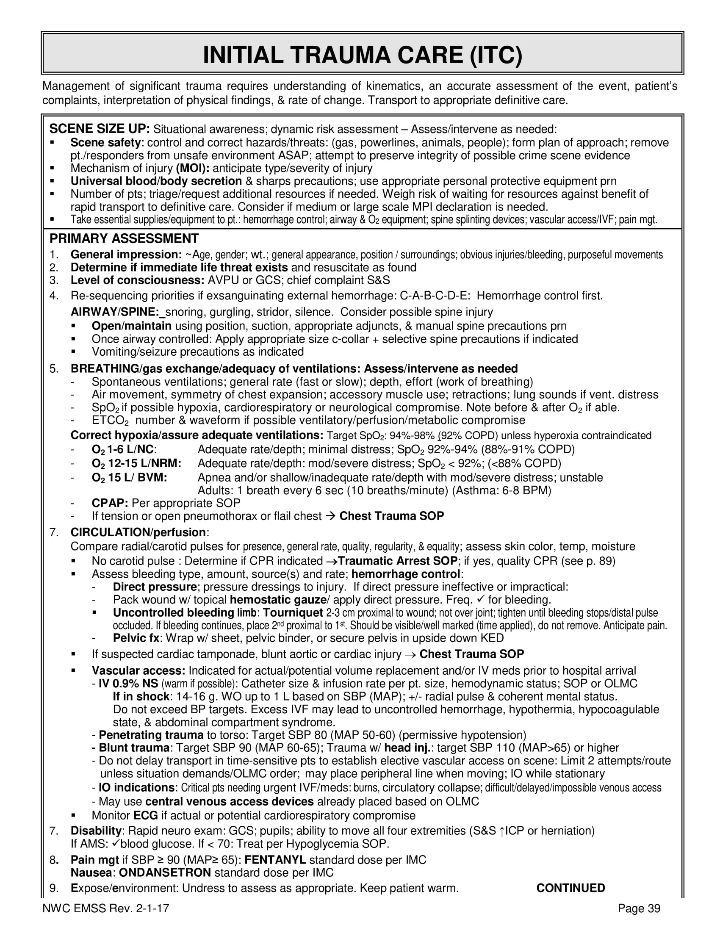 INITIAL TRAUMA CARE (ITC)
Management of significant trauma requires understanding of kinematics, an accurate assessment of the event, patient's
complaints, interpretation of physical findings, & rate of change. Transport to appropriate definitive care.
SCENE SIZE UP: Situational awareness; dynamic risk assessment – Assess/intervene as needed:
▪ Scene safety: control and correct hazards/threats: (gas, powerlines, animals, people); form plan of approach; remove
pt./responders from unsafe environment ASAP; attempt to preserve integrity of possible crime scene evidence
▪ Mechanism of injury (MOI): anticipate type/severity of injury
▪ Universal blood/body secretion & sharps precautions; use appropriate personal protective equipment prn
▪ Number of pts; triage/request additional resources if needed. Weigh risk of waiting for resources against benefit of
rapid transport to definitive care. Consider if medium or large scale MPI declaration is needed.
▪ Take essential supplies/equipment to pt.: hemorrhage control; airway & O2 equipment; spine splinting devices; vascular access/IVF; pain mgt.
PRIMARY ASSESSMENT
1. General impression: ~Age, gender; wt.; general appearance, position / surroundings; obvious injuries/bleeding, purposeful movements
2. Determine if immediate life threat exists and resuscitate as found
3. Level of consciousness: AVPU or GCS; chief complaint S&S
4. Re-sequencing priorities if exsanguinating external hemorrhage: C-A-B-C-D-E: Hemorrhage control first.
AIRWAY/SPINE:_snoring, gurgling, stridor, silence. Consider possible spine injury
▪ Open/maintain using position, suction, appropriate adjuncts, & manual spine precautions prn
▪ Once airway controlled: Apply appropriate size c-collar + selective spine precautions if indicated
▪ Vomiting/seizure precautions as indicated
5. BREATHING/gas exchange/adequacy of ventilations: Assess/intervene as needed
- Spontaneous ventilations; general rate (fast or slow); depth, effort (work of breathing)
- Air movement, symmetry of chest expansion; accessory muscle use; retractions; lung sounds if vent. distress
- SpO2 if possible hypoxia, cardiorespiratory or neurological compromise. Note before & after O2 if able.
- ETCO2 number & waveform if possible ventilatory/perfusion/metabolic compromise
Correct hypoxia/assure adequate ventilations: Target SpO2: 94%-98% (92% COPD) unless hyperoxia contraindicated
- O2 1-6 L/NC: Adequate rate/depth; minimal distress; SpO2 92%-94% (88%-91% COPD)
- O2 12-15 L/NRM: Adequate rate/depth: mod/severe distress; SpO2 < 92%; (<88% COPD)
- O2 15 L/ BVM: Apnea and/or shallow/inadequate rate/depth with mod/severe distress; unstable
Adults: 1 breath every 6 sec (10 breaths/minute) (Asthma: 6-8 BPM)
- CPAP: Per appropriate SOP
- If tension or open pneumothorax or flail chest → Chest Trauma SOP
7. CIRCULATION/perfusion:
Compare radial/carotid pulses for presence, general rate, quality, regularity, & equality; assess skin color, temp, moisture
▪ No carotid pulse : Determine if CPR indicated →Traumatic Arrest SOP; if yes, quality CPR (see p. 89)
▪ Assess bleeding type, amount, source(s) and rate; hemorrhage control:
- Direct pressure; pressure dressings to injury. If direct pressure ineffective or impractical:
- Pack wound w/ topical hemostatic gauze/ apply direct pressure. Freq. ✓ for bleeding.
▪ Uncontrolled bleeding limb: Tourniquet 2-3 cm proximal to wound; not over joint; tighten until bleeding stops/distal pulse
occluded. If bleeding continues, place 2nd proximal to 1st. Should be visible/well marked (time applied), do not remove. Anticipate pain.
- Pelvic fx: Wrap w/ sheet, pelvic binder, or secure pelvis in upside down KED
▪ If suspected cardiac tamponade, blunt aortic or cardiac injury → Chest Trauma SOP
▪ Vascular access: Indicated for actual/potential volume replacement and/or IV meds prior to hospital arrival
- IV 0.9% NS (warm if possible): Catheter size & infusion rate per pt. size, hemodynamic status; SOP or OLMC
If in shock: 14-16 g. WO up to 1 L based on SBP (MAP); +/- radial pulse & coherent mental status.
Do not exceed BP targets. Excess IVF may lead to uncontrolled hemorrhage, hypothermia, hypocoagulable
state, & abdominal compartment syndrome.
- Penetrating trauma to torso: Target SBP 80 (MAP 50-60) (permissive hypotension)
- Blunt trauma: Target SBP 90 (MAP 60-65); Trauma w/ head inj.: target SBP 110 (MAP>65) or higher
- Do not delay transport in time-sensitive pts to establish elective vascular access on scene: Limit 2 attempts/route
unless situation demands/OLMC order; may place peripheral line when moving; IO while stationary
- IO indications: Critical pts needing urgent IVF/meds: burns, circulatory collapse; difficult/delayed/impossible venous access
- May use central venous access devices already placed based on OLMC
▪ Monitor ECG if actual or potential cardiorespiratory compromise
7. Disability: Rapid neuro exam: GCS; pupils; ability to move all four extremities (S&S ↑ICP or herniation)
If AMS: ✓blood glucose. If < 70: Treat per Hypoglycemia SOP.
8. Pain mgt if SBP ≥ 90 (MAP≥ 65): FENTANYL standard dose per IMC
Nausea: ONDANSETRON standard dose per IMC
9. Expose/environment: Undress to assess as appropriate. Keep patient warm. CONTINUED
NWC EMSS Rev. 2-1-17 Page 39